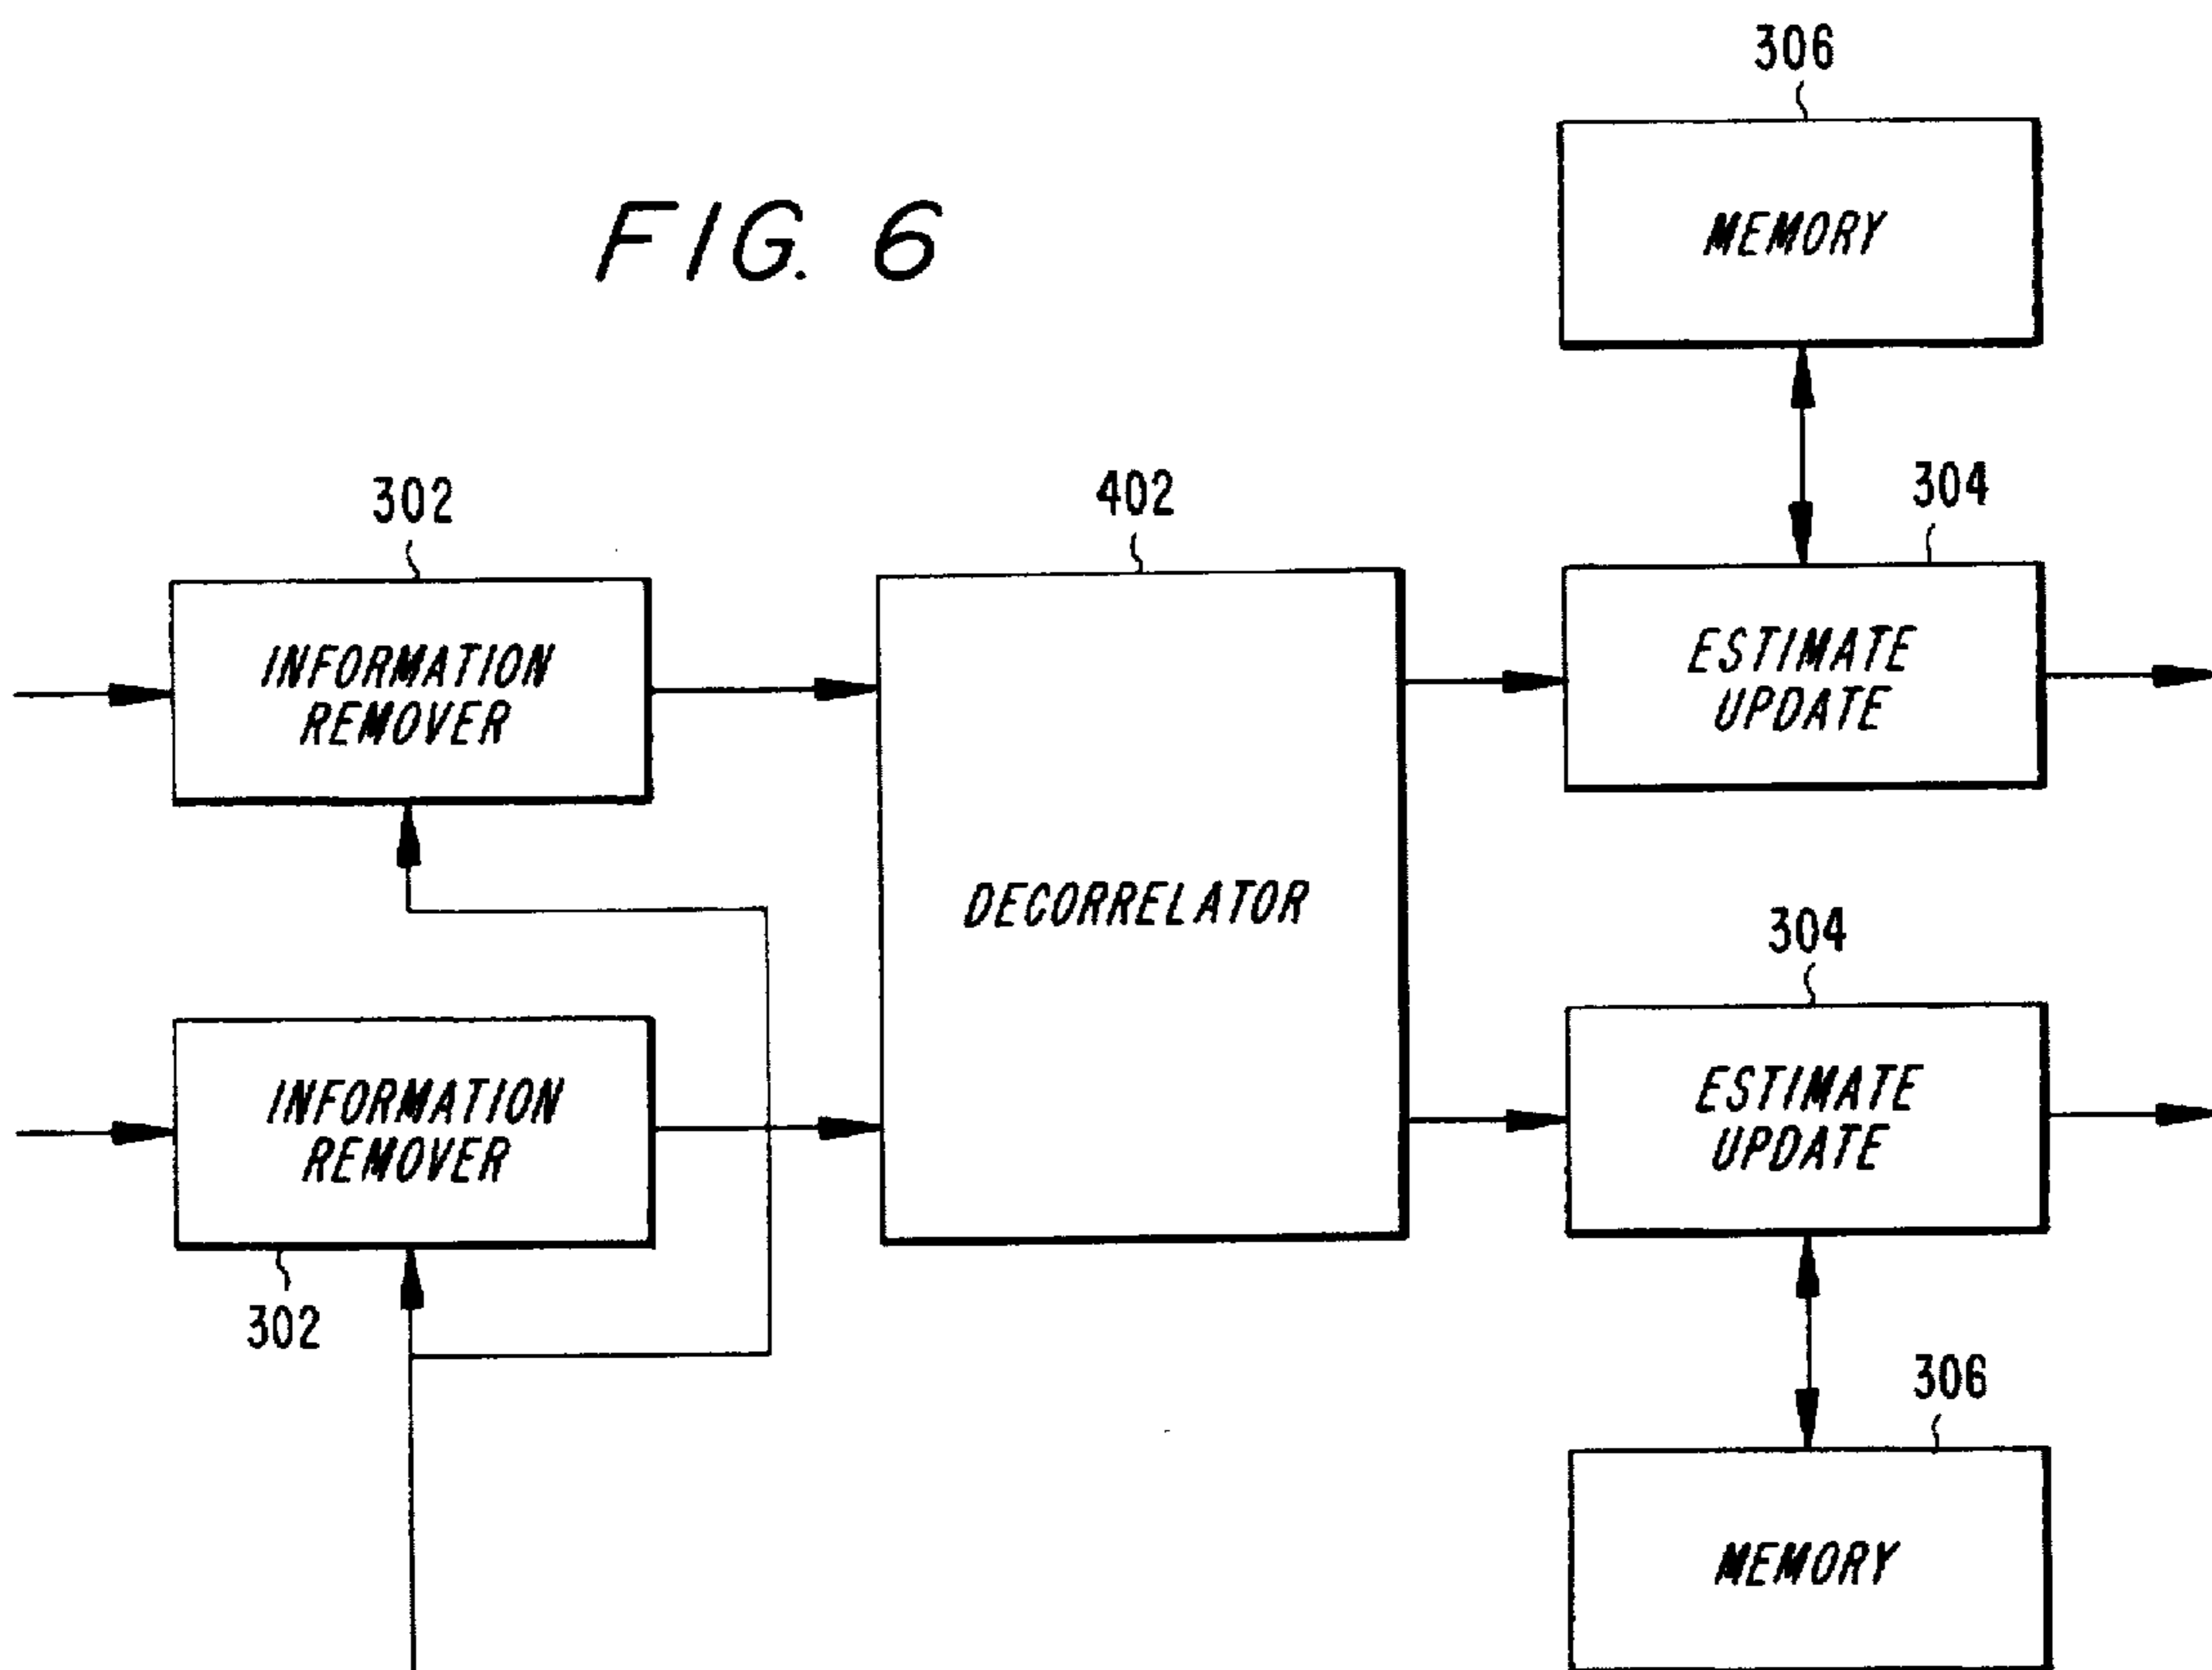 306
FIG. 6
MEMORY
302
402
304
INFORMATION
REMOVER
ESTIMATE
UPDATE
DECORRELATOR
304
INFORMATION
REMOVER
ESTIMATE
UPDATE
302
306
MEMORY